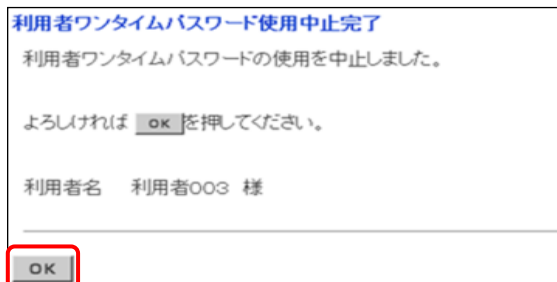 利用者ワンタイムパスワード使用中止完了
利用者ワンタイムパスワードの使用を中止しました。
よろしければ OK を押してください。
利用者名 利用者003 様
OK